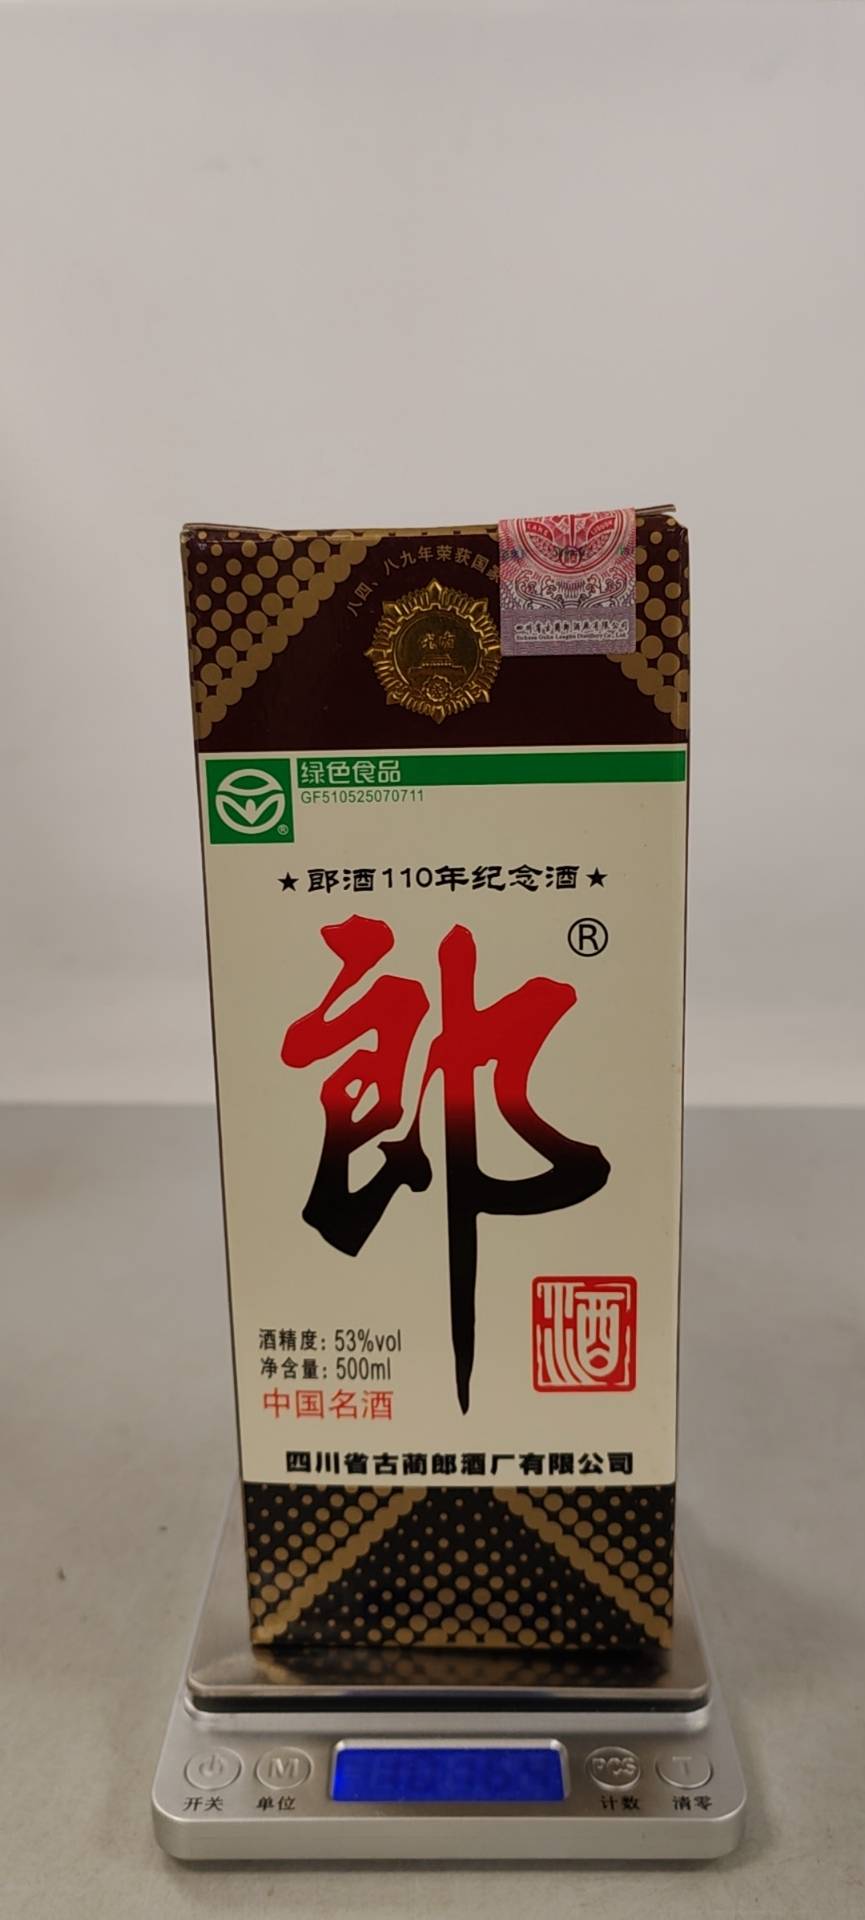 八四、八九年荣获国家
绿色食品
GF510525070711
®
★郎酒110年纪念酒★
®
郎
酒
酒精度：53%vol
净含量：500ml
中国名酒
四川省古蔺郎酒厂有限公司
M
PCS
T
开关
单位
计数
清零